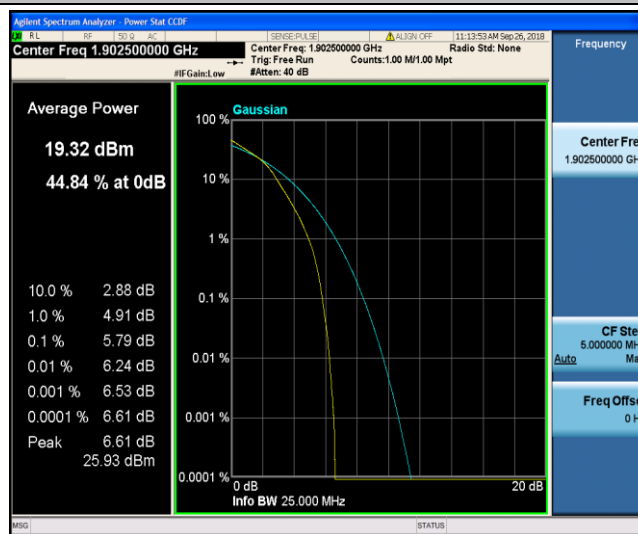 Agilent Spectrum Analyzer - Power Stat CCDF
RL RF 50 Ω AC SENSE:PULSE ALIGN OFF 11:13:53 AM Sep 26, 2018
Center Freq 1.902500000 GHz
Center Freq: 1.902500000 GHz Radio Std: None
Trig: Free Run Counts:1.00 M/1.00 Mpt
#IFGain:Low #Atten: 40 dB
Frequency
Average Power
19.32 dBm
44.84 % at 0dB
10.0 % 2.88 dB
1.0 % 4.91 dB
0.1 % 5.79 dB
0.01 % 6.24 dB
0.001 % 6.53 dB
0.0001 % 6.61 dB
Peak 6.61 dB
25.93 dBm
Gaussian
100 %
10 %
1 %
0.1 %
0.01 %
0.001 %
0.0001 %
0 dB 20 dB
Info BW 25.000 MHz
Center Fre
1.902500000 GH
CF Ste
5.000000 MH
Auto Ma
Freq Offse
0 H
MSG STATUS